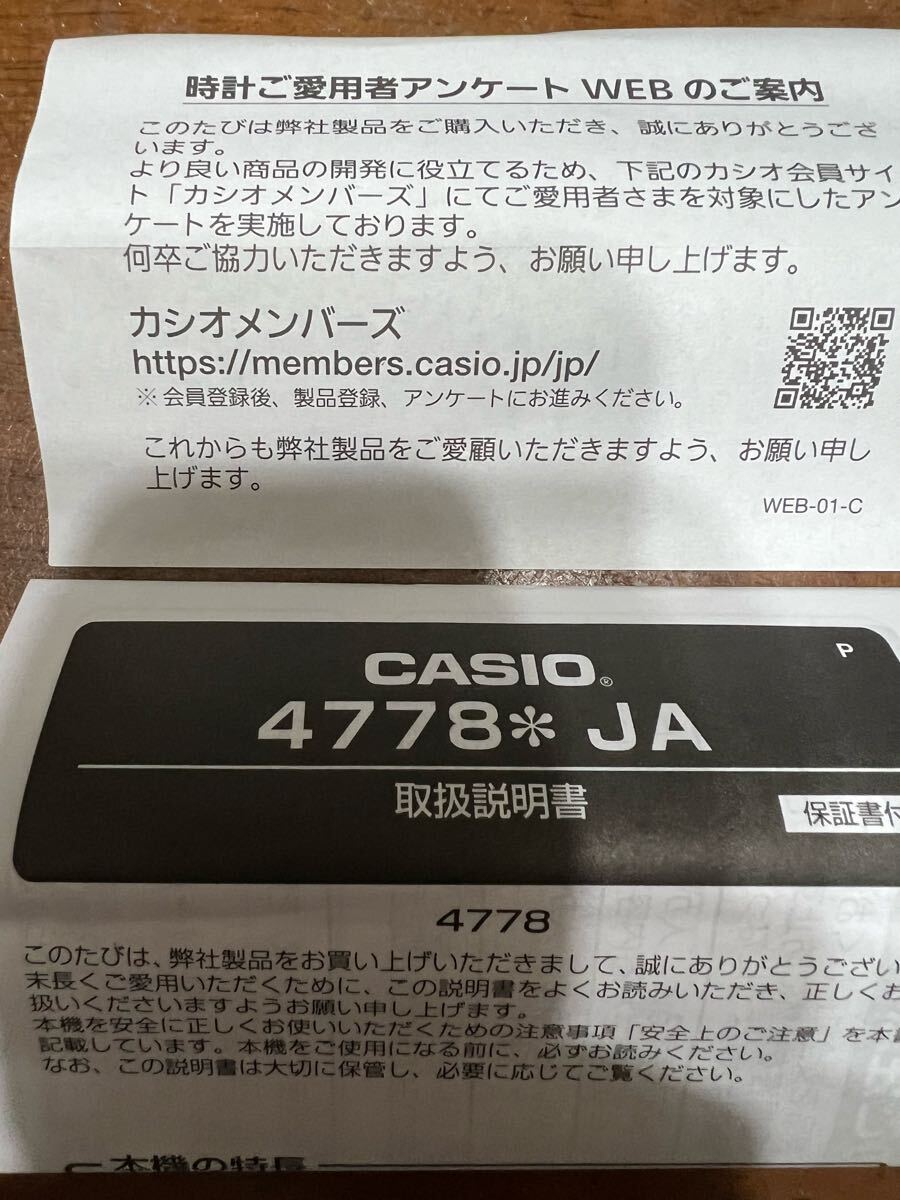 時計ご愛用者アンケート WEB のご案内
このたびは弊社製品をご購入いただき、誠にありがとうござ
います。
より良い商品の開発に役立てるため、下記のカシオ会員サイ
ト「カシオメンバーズ」にてご愛用者さまを対象にしたアン
ケートを実施しております。
何卒ご協力いただきますよう、お願い申し上げます。
カシオメンバーズ
https://members.casio.jp/jp/
※ 会員登録後、製品登録、アンケートにお進みください。
これからも弊社製品をご愛顧いただきますよう、お願い申し
上げます。
WEB-01-C
P
CASIO®
4778＊ JA
取扱説明書
保証書付
4778
このたびは、弊社製品をお買い上げいただきまして、誠にありがとうござい
末長くご愛用いただくために、この説明書をよくお読みいただき、正しくお
扱いくださいますようお願い申し上げます。
本機を安全に正しくお使いいただくための注意事項「安全上のご注意」を本書
記載しています。本機をご使用になる前に、必ずお読みください。
なお、この説明書は大切に保管し、必要に応じてご覧ください。
本機の特長